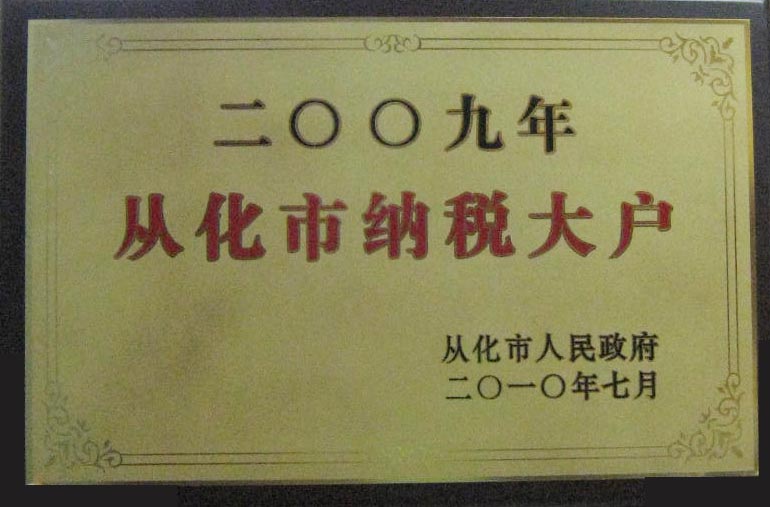 二〇〇九年
从化市纳税大户
从化市人民政府
二〇一〇年七月